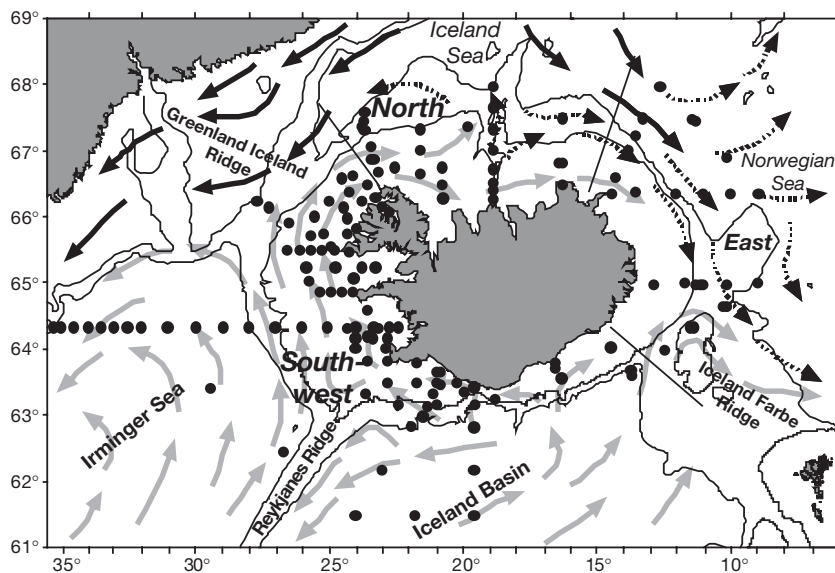 69°
68°
67°
66°
65°
64°
63°
62°
61°
35°
30°
25°
20°
15°
10°
Iceland
Sea
North
Greenland Iceland
Ridge
Norwegian
Sea
East
South-
west
Irminger Sea
Reykjanes Ridge
Iceland Basin
Iceland Farbe
Ridge